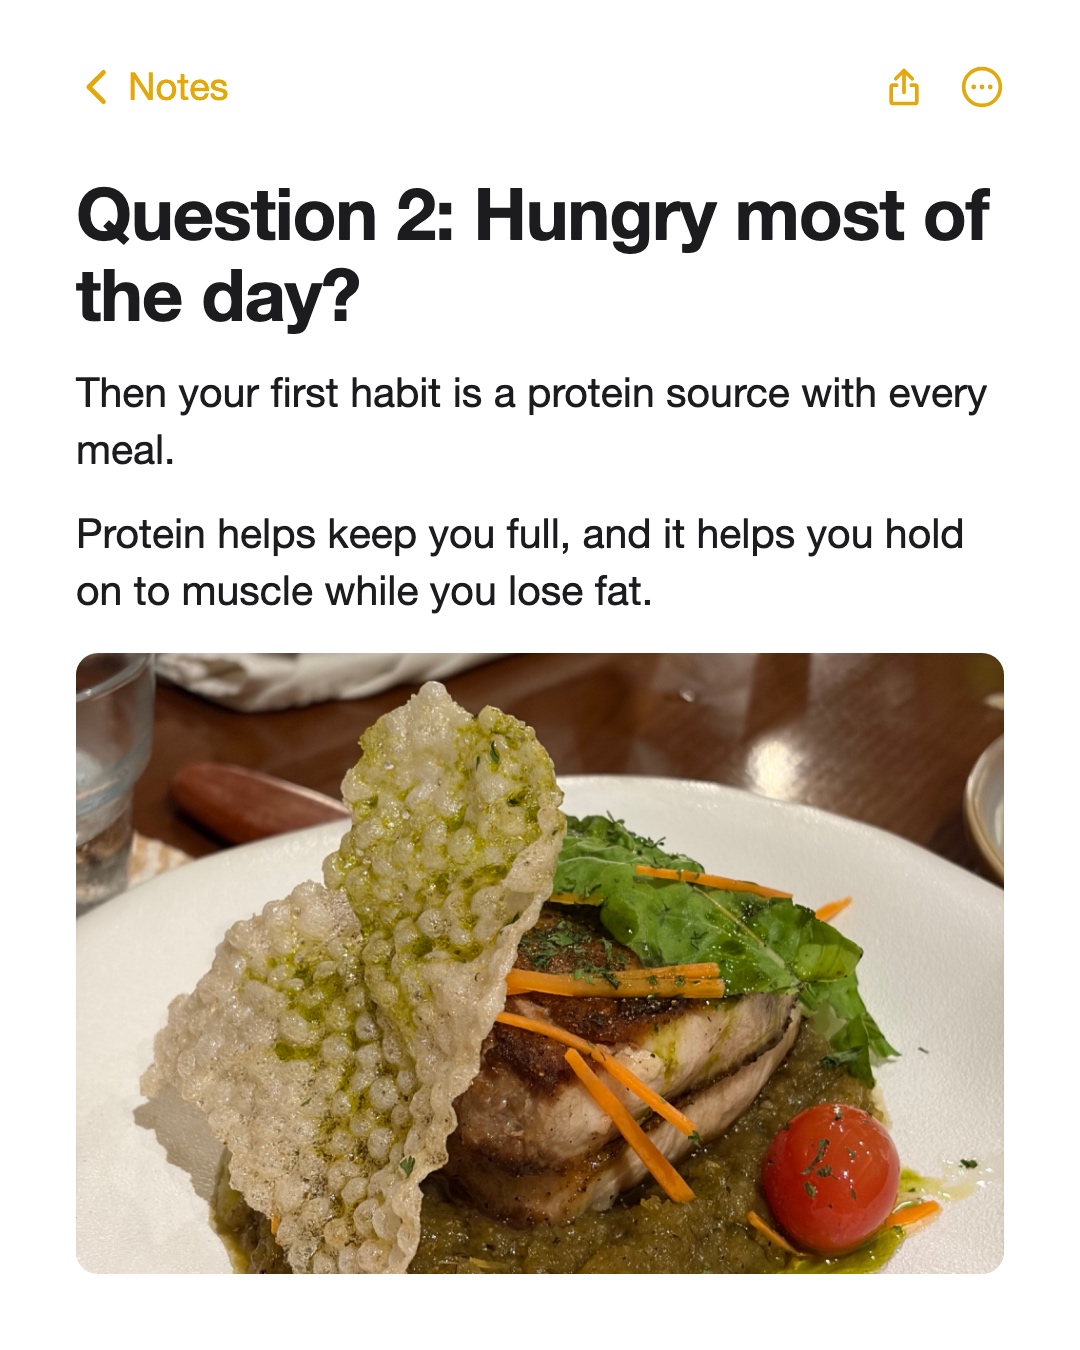 Notes
Question 2: Hungry most of
the day?
Then your first habit is a protein source with every
meal.
Protein helps keep you full, and it helps you hold
on to muscle while you lose fat.